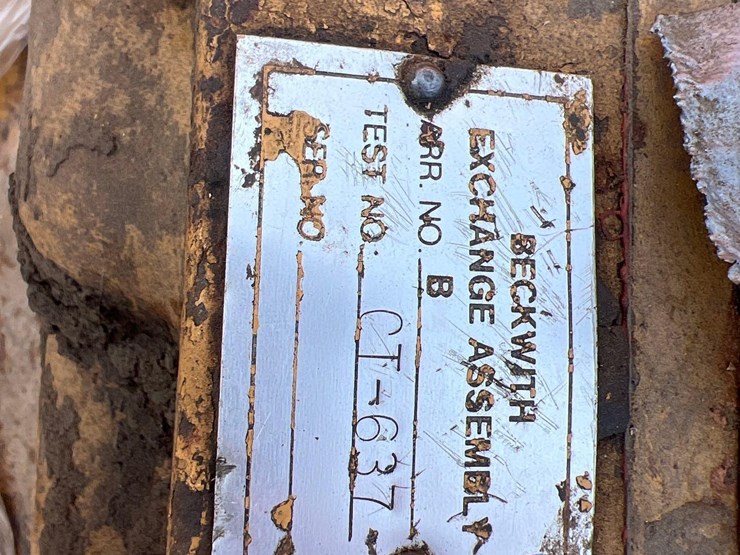 BECKWITH
EXCHANGE ASSEMBLY
ARR. NO. B
TEST NO. CT-637
SER. NO.